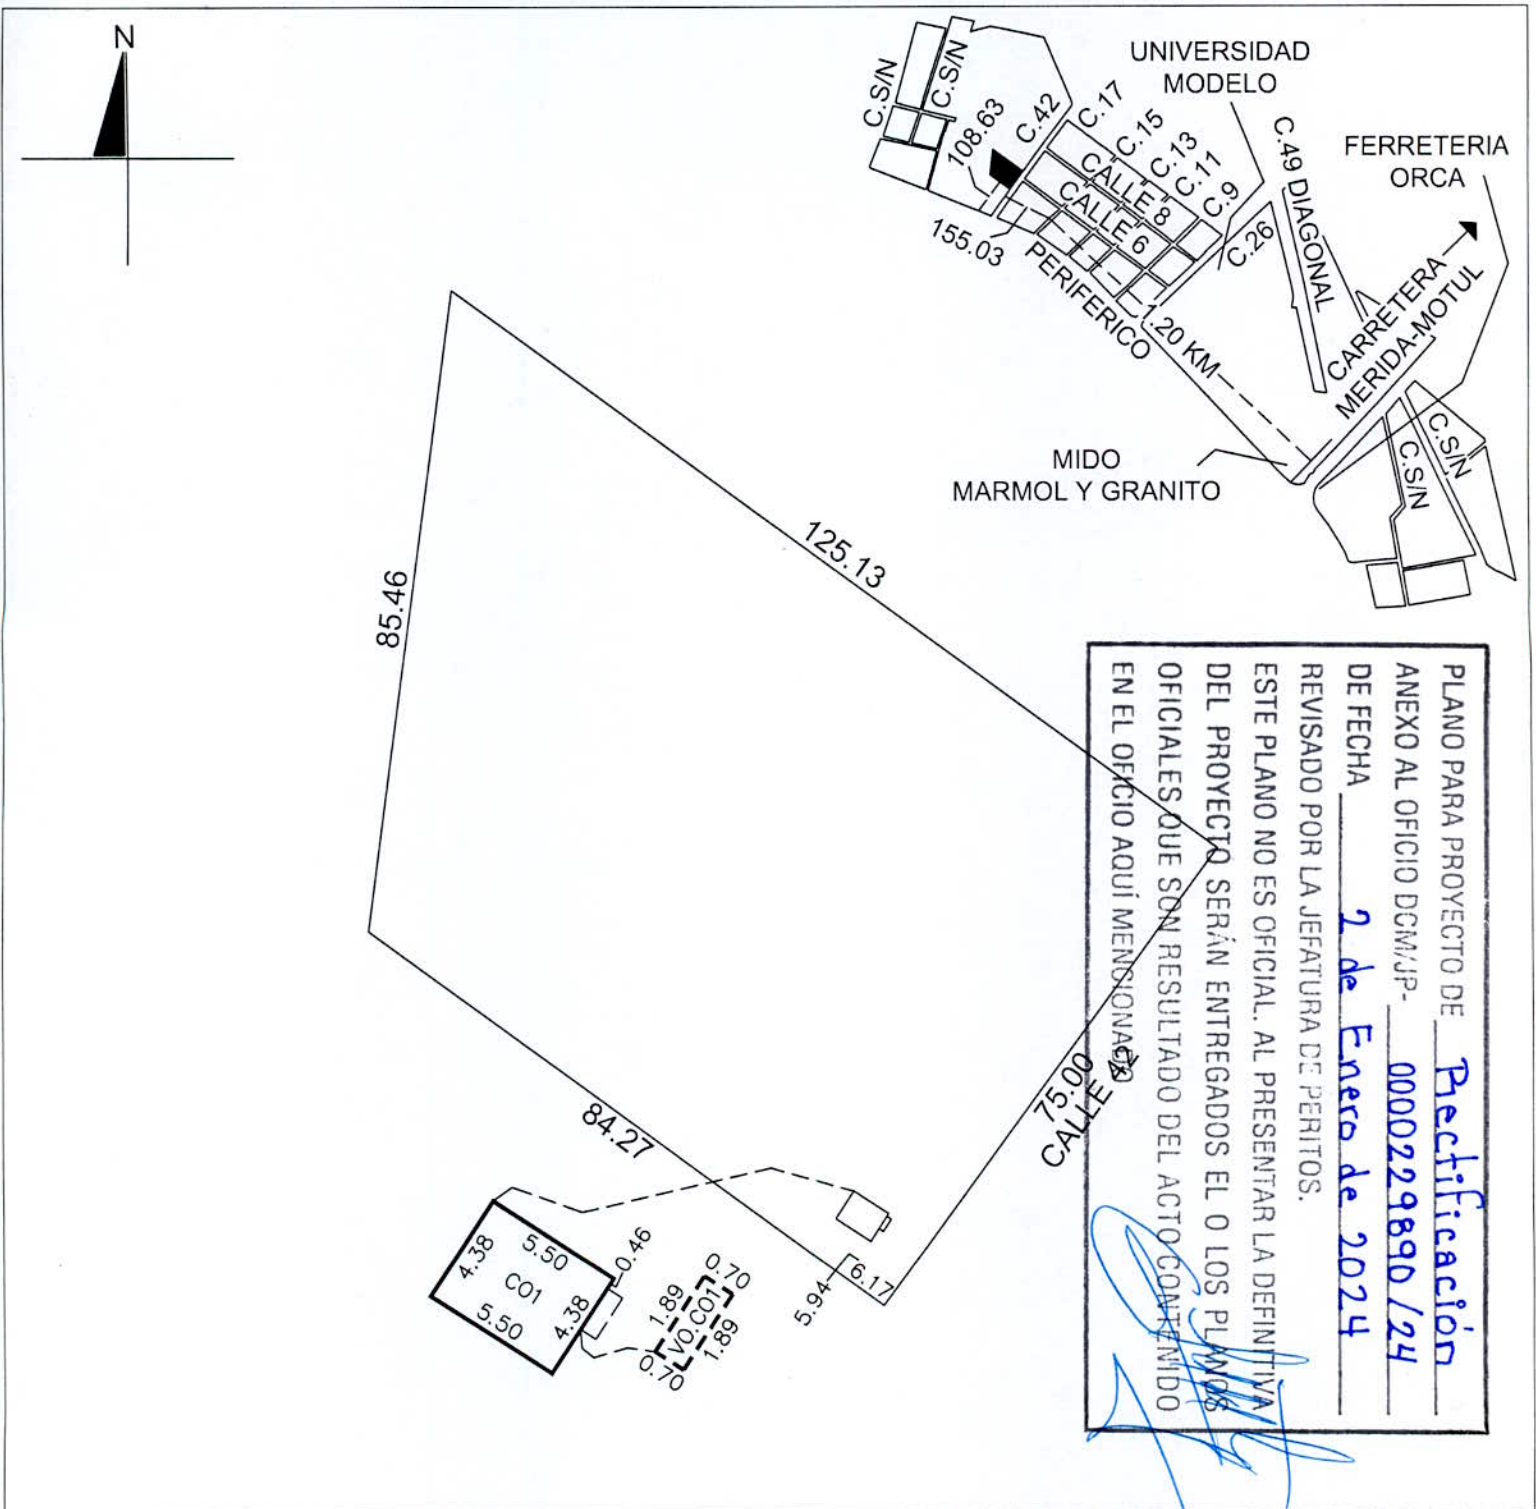 N
C.S/N
C.S/N
108.63
C.42
C.17
C.15
C.13
C.11
C.9
UNIVERSIDAD
MODELO
C.49 DIAGONAL
FERRETERIA
ORCA
CALLE 8
CALLE 6
155.03
PERIFERICO
C.26
1.20 KM
CARRETERA
MERIDA-MOTUL
MIDO
MARMOL Y GRANITO
C.S/N
C.S/N
125.13
85.46
84.27
75.00
CALLE 42
5.94
6.17
4.38
5.50
CO1
5.50
4.38
0.46
0.70
1.89
VO.CO1
1.89
0.70
PLANO PARA PROYECTO DE Rectificación
ANEXO AL OFICIO DCM/JP- 0000229890/24
DE FECHA 2 de Enero de 2024
REVISADO POR LA JEFATURA DE PERITOS.
ESTE PLANO NO ES OFICIAL. AL PRESENTAR LA DEFINITIVA
DEL PROYECTO SERÁN ENTREGADOS EL O LOS PLANOS
OFICIALES QUE SON RESULTADO DEL ACTO CONTENIDO
EN EL OFICIO AQUÍ MENCIONADO